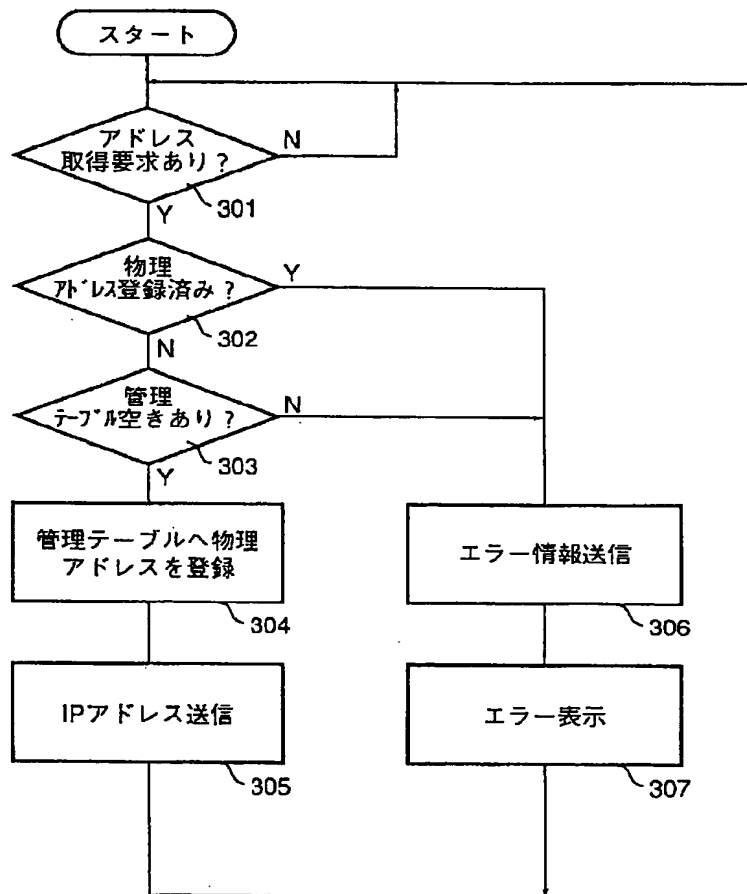 スタート
アドレス
取得要求あり?
N
301
Y
物理
アドレス登録済み?
Y
302
N
管理
テーブル空きあり?
N
303
Y
管理テーブルへ物理
アドレスを登録
304
エラー情報送信
306
IPアドレス送信
305
エラー表示
307